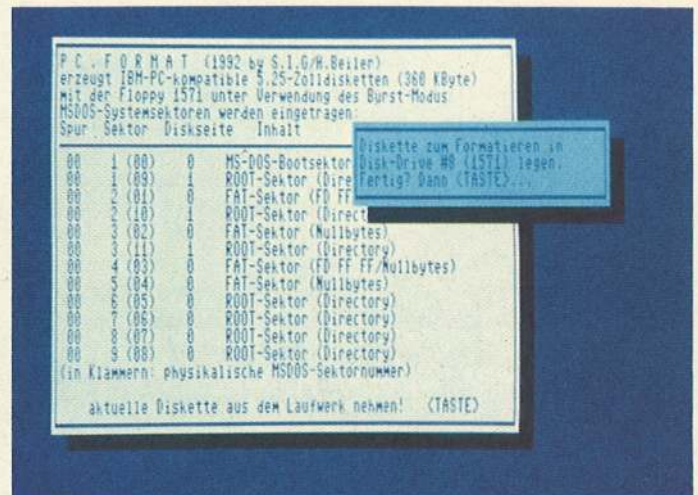 P C . F O R M A T (1992 by S.I.G/H.Beiler)
erzeugt IBM-PC-kompatible 5.25-Zolldisketten (360 KByte)
mit der Floppy 1571 unter Verwendung des Burst-Modus
MSDOS-Systemsektoren werden eingetragen:
Spur Sektor Diskseite Inhalt
00 1 (00) 0 MS-DOS-Bootsektor
00 1 (09) 1 ROOT-Sektor (Dire
00 2 (01) 0 FAT-Sektor (FD FF
00 2 (10) 1 ROOT-Sektor (Direct
00 3 (02) 0 FAT-Sektor (Nullbytes)
00 3 (11) 1 ROOT-Sektor (Directory)
00 4 (03) 0 FAT-Sektor (FD FF FF/Nullbytes)
00 5 (04) 0 FAT-Sektor (Nullbytes)
00 6 (05) 0 ROOT-Sektor (Directory)
00 7 (06) 0 ROOT-Sektor (Directory)
00 8 (07) 0 ROOT-Sektor (Directory)
00 9 (08) 0 ROOT-Sektor (Directory)
(in Klammern: physikalische MSDOS-Sektornummer)
aktuelle Diskette aus dem Laufwerk nehmen! (TASTE)
Diskette zum Formatieren in
Disk-Drive #8 (1571) legen.
Fertig? Dann (TASTE)...